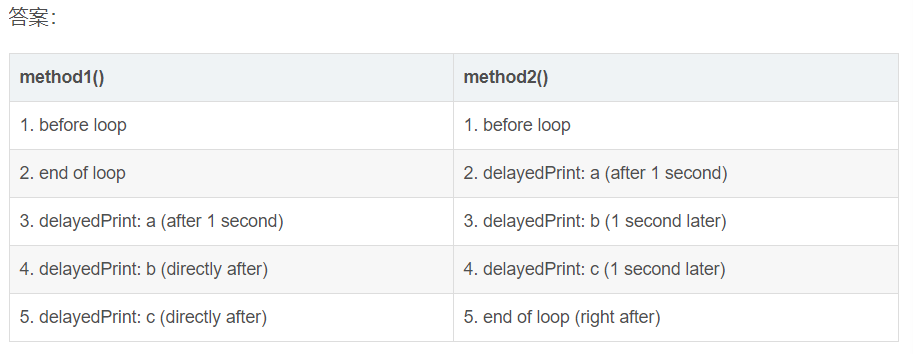 答案：
method1() method2()
1. before loop 1. before loop
2. end of loop 2. delayedPrint: a (after 1 second)
3. delayedPrint: a (after 1 second) 3. delayedPrint: b (1 second later)
4. delayedPrint: b (directly after) 4. delayedPrint: c (1 second later)
5. delayedPrint: c (directly after) 5. end of loop (right after)